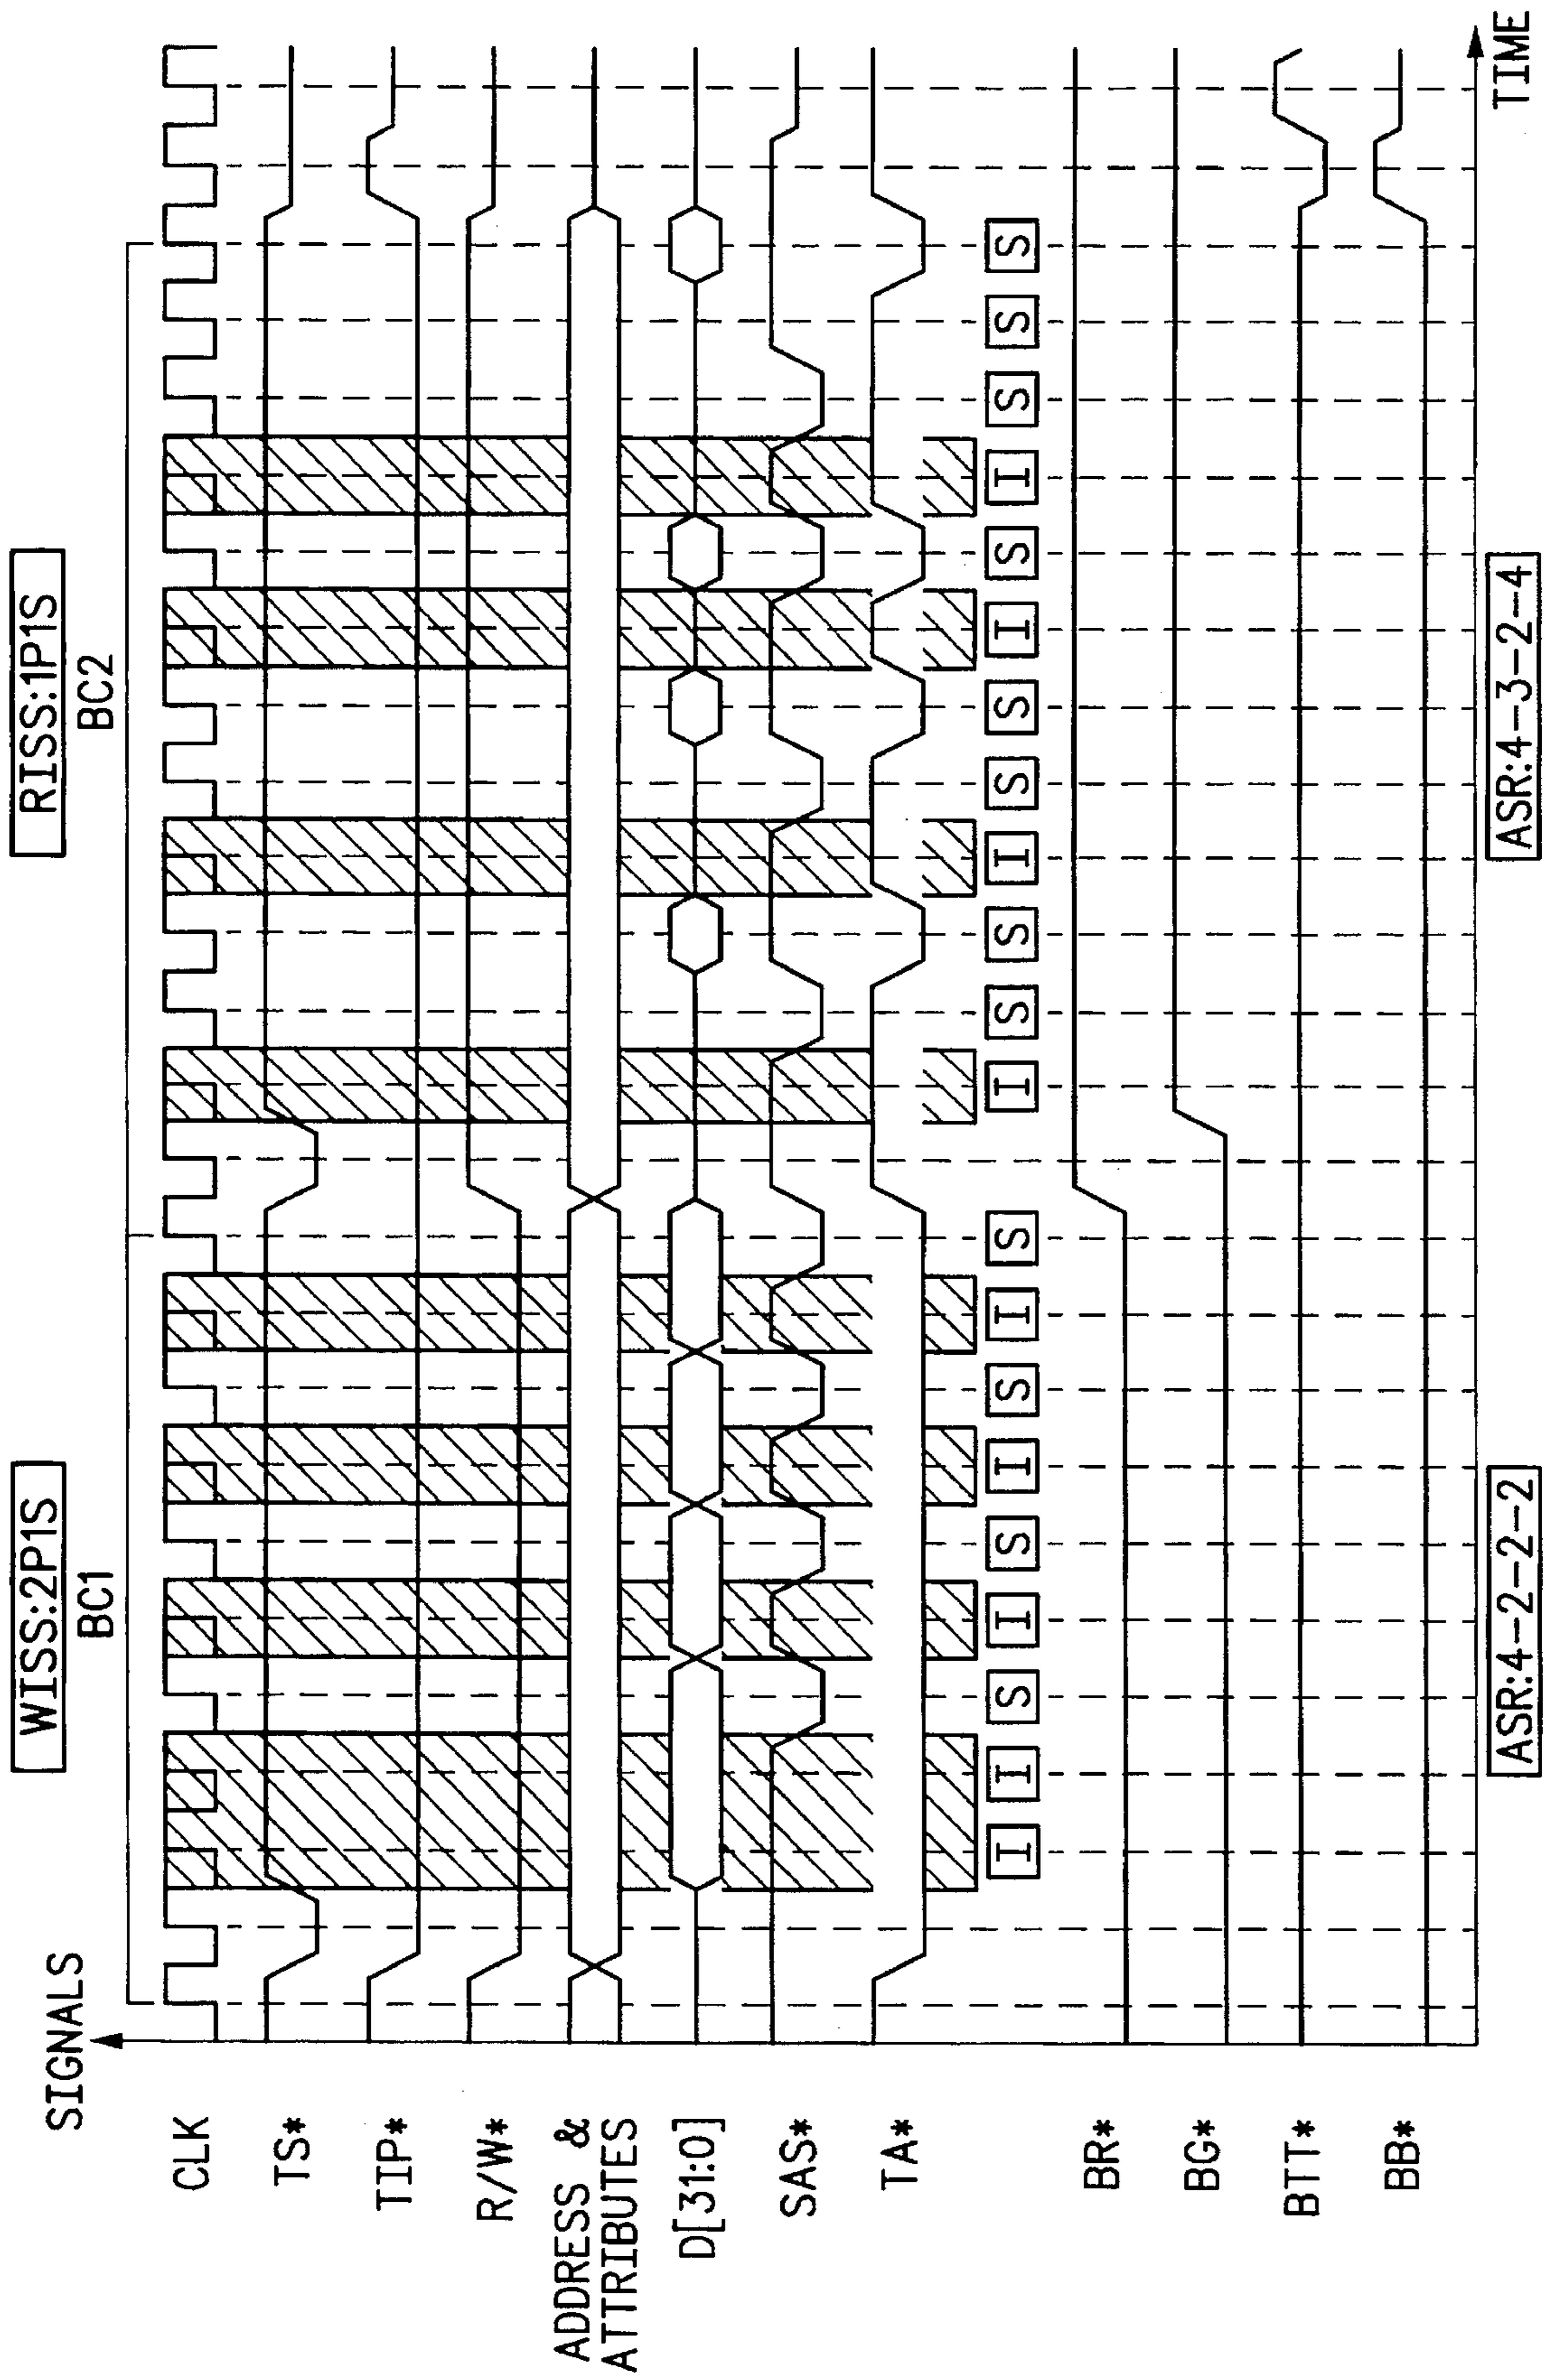 WISS:2P1S
RISS:1P1S
BC1
BC2
SIGNALS
CLK
TS*
TIP*
R/W*
ADDRESS &
ATTRIBUTES
D[31:0]
SAS*
TA*
I I S I S I S I S I S S I S S I S I S S S
BR*
BG*
BTT*
BB*
TIME
ASR:4-2-2-2
ASR:4-3-2-4